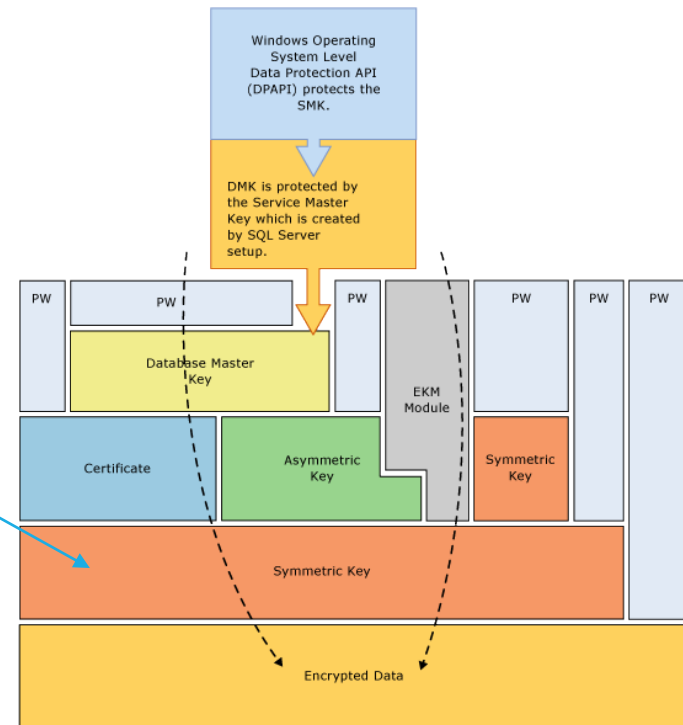 Windows Operating
System Level
Data Protection API
(DPAPI) protects the
SMK.
DMK is protected by
the Service Master
Key which is created
by SQL Server
setup.
PW
PW
PW
PW
PW
PW
Database Master
Key
EKM
Module
Certificate
Asymmetric
Key
Symmetric
Key
Symmetric Key
Encrypted Data